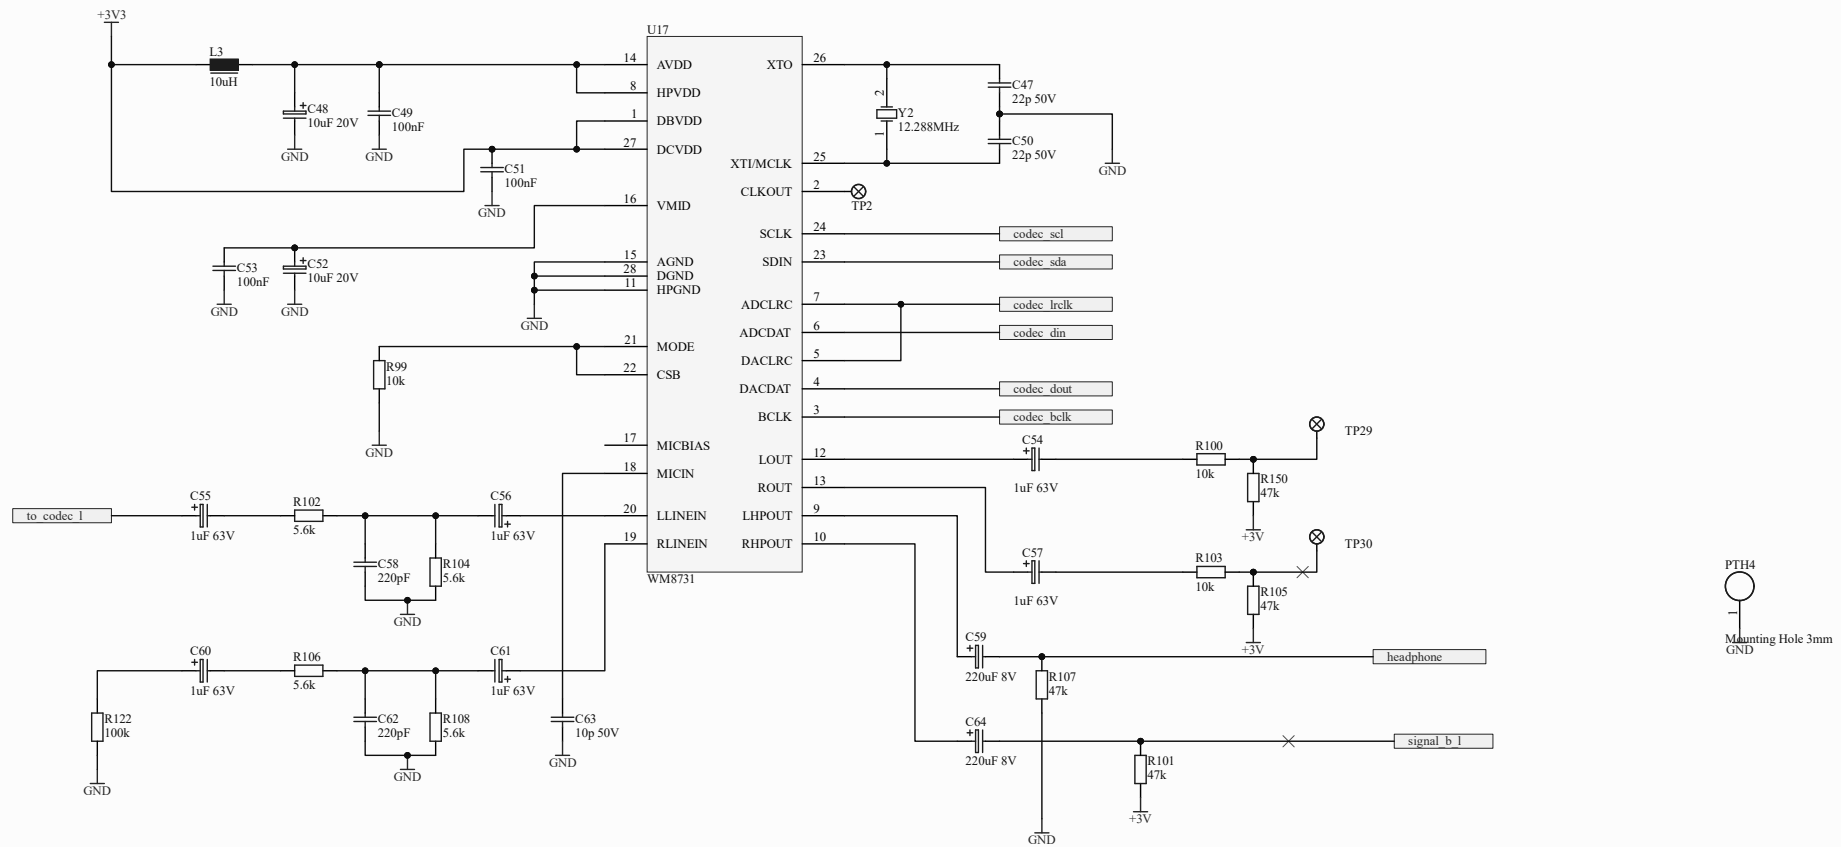 +3V3
L3
10uH
C48
10uF 20V
GND
C49
100nF
GND
C51
100nF
GND
C53
100nF
GND
C52
10uF 20V
GND
GND
R99
10k
GND
to_codec_l
C55
1uF 63V
R102
5.6k
C58
220pF
R104
5.6k
GND
C56
1uF 63V
R122
100k
GND
C60
1uF 63V
R106
5.6k
C62
220pF
R108
5.6k
GND
C61
1uF 63V
C63
10p 50V
GND
U17
14 AVDD
8 HPVDD
1 DBVDD
27 DCVDD
16 VMID
15 AGND
28 DGND
11 HPGND
21 MODE
22 CSB
17 MICBIAS
18 MICIN
20 LLINEIN
19 RLINEIN
XTO 26
XTI/MCLK 25
CLKOUT 2
SCLK 24
SDIN 23
ADCLRC 7
ADCDAT 6
DACLRC 5
DACDAT 4
BCLK 3
LOUT 12
ROUT 13
LHPOUT 9
RHPOUT 10
WM8731
2
Y2
12.288MHz
1
C47
22p 50V
C50
22p 50V
GND
TP2
codec_scl
codec_sda
codec_lrclk
codec_din
codec_dout
codec_bclk
C54
1uF 63V
R100
10k
TP29
R150
47k
+3V
C57
1uF 63V
R103
10k
TP30
R105
47k
+3V
C59
220uF 8V
R107
47k
GND
headphone
C64
220uF 8V
R101
47k
+3V
signal_b_l
PTH4
1
Mounting Hole 3mm
GND